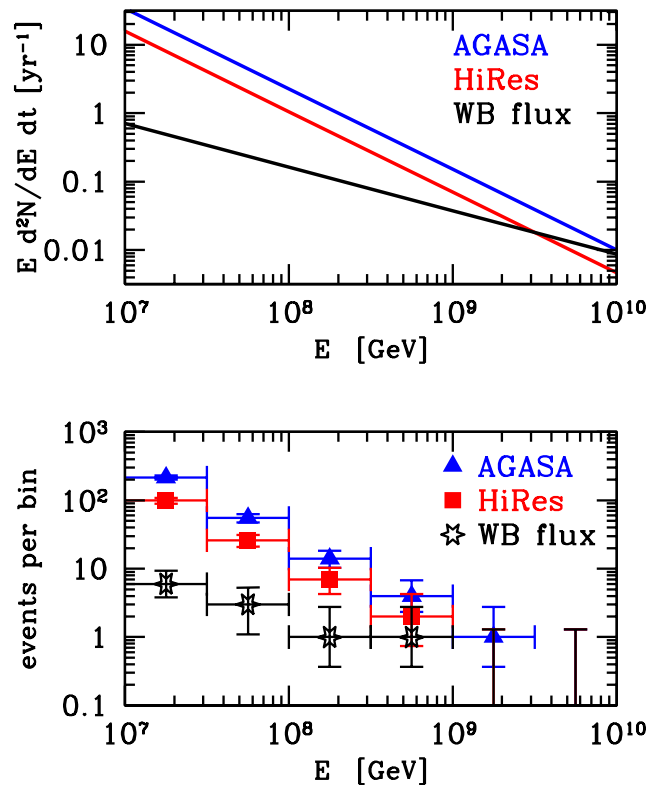 E d²N/dE dt [yr⁻¹]
10
1
0.1
0.01
AGASA
HiRes
WB flux
10⁷ 10⁸ 10⁹ 10¹⁰
E [GeV]
events per bin
10³
10²
10
1
0.1
AGASA
HiRes
WB flux
10⁷ 10⁸ 10⁹ 10¹⁰
E [GeV]